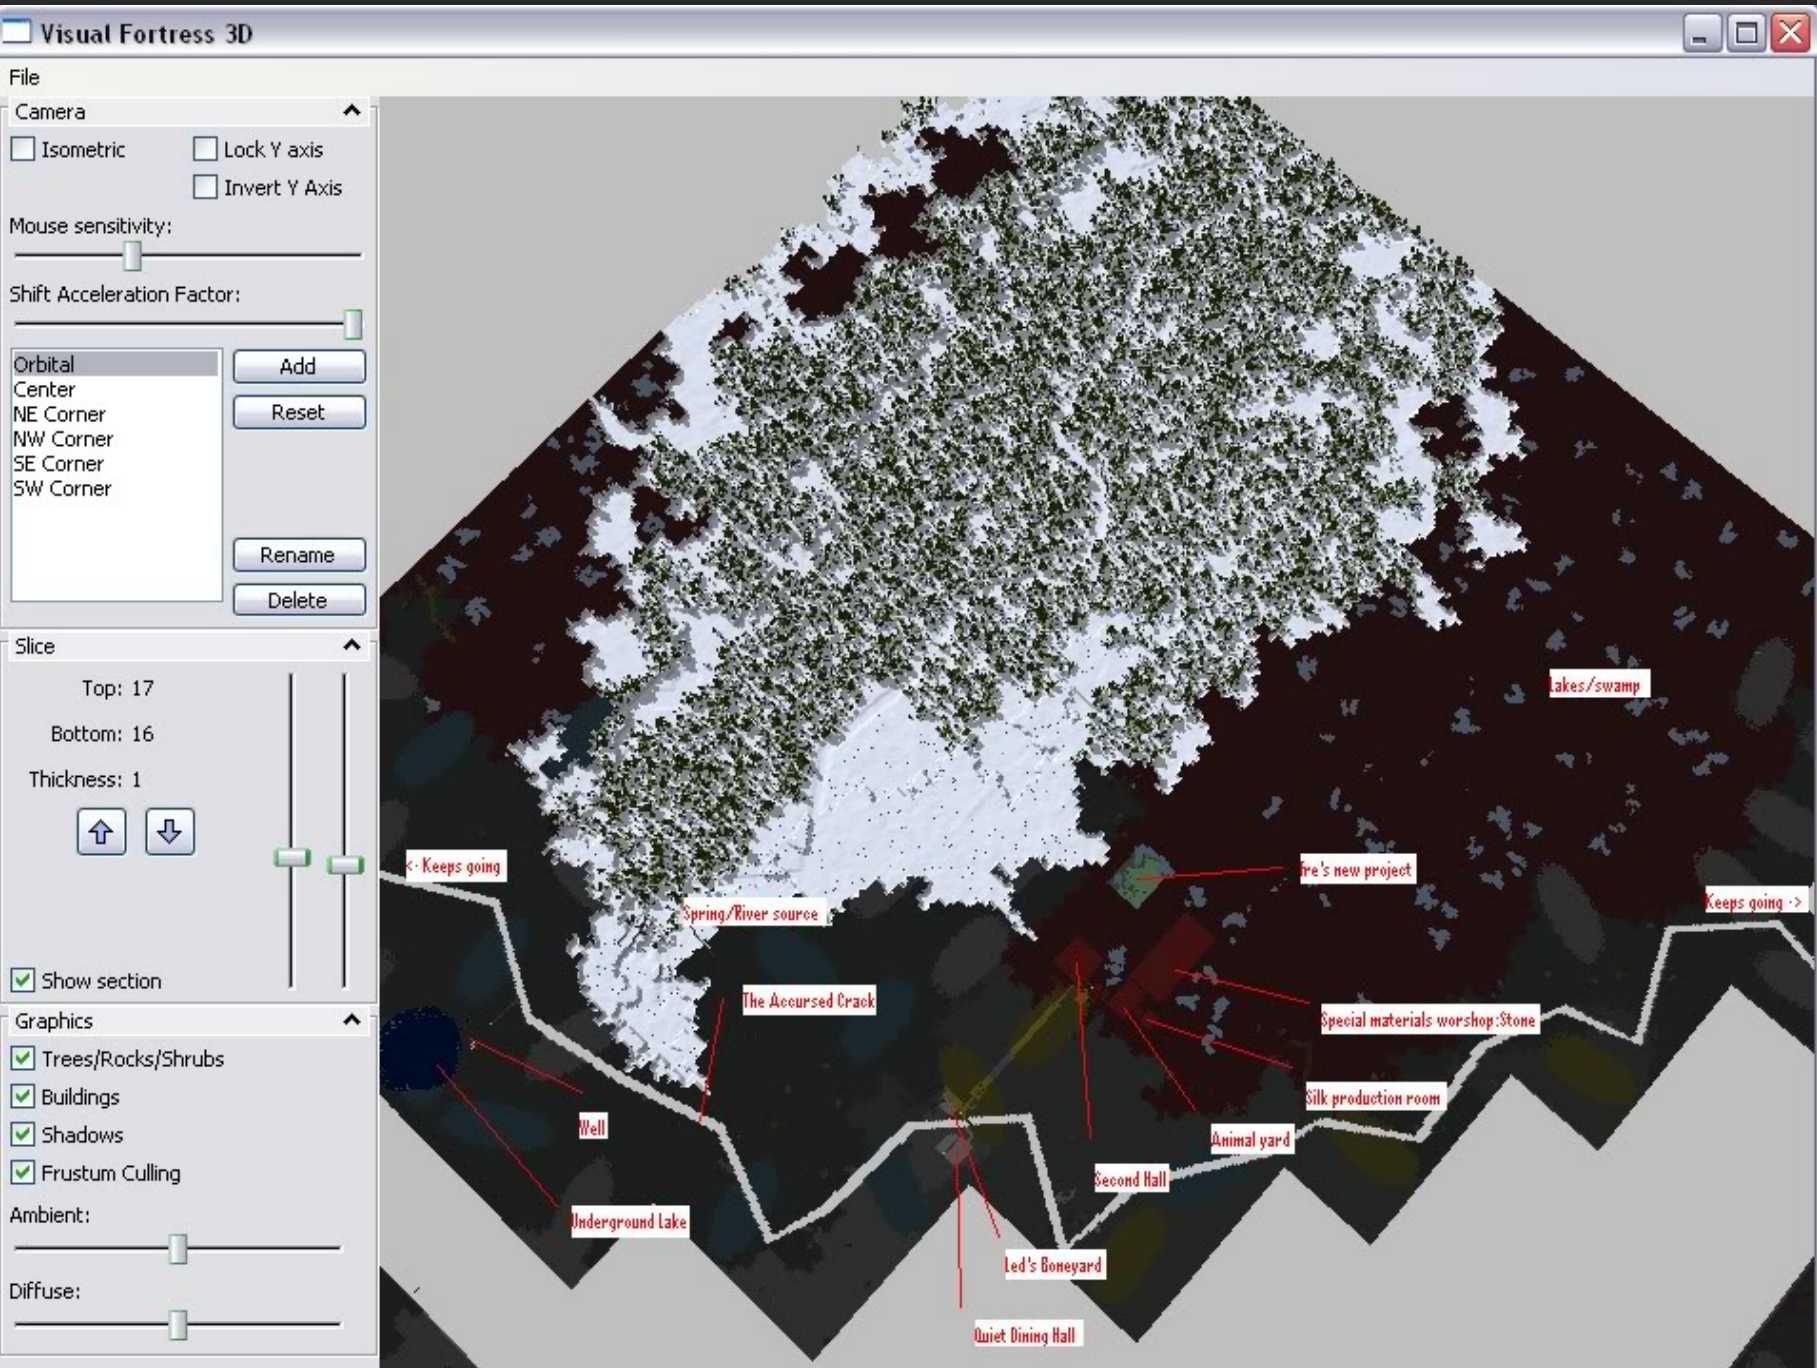 Visual Fortress 3D
File
Camera
Isometric
Lock Y axis
Invert Y Axis
Mouse sensitivity:
Shift Acceleration Factor:
Orbital
Center
NE Corner
NW Corner
SE Corner
SW Corner
Add
Reset
Rename
Delete
Slice
Top: 17
Bottom: 16
Thickness: 1
Show section
Graphics
Trees/Rocks/Shrubs
Buildings
Shadows
Frustum Culling
Ambient:
Diffuse:
Lakes/swamp
<- Keeps going
Ire's new project
Keeps going ->
Spring/River source
The Accursed Crack
Special materials worshop:Stone
Silk production room
Well
Animal yard
Second Hall
Underground Lake
Led's Boneyard
Quiet Dining Hall